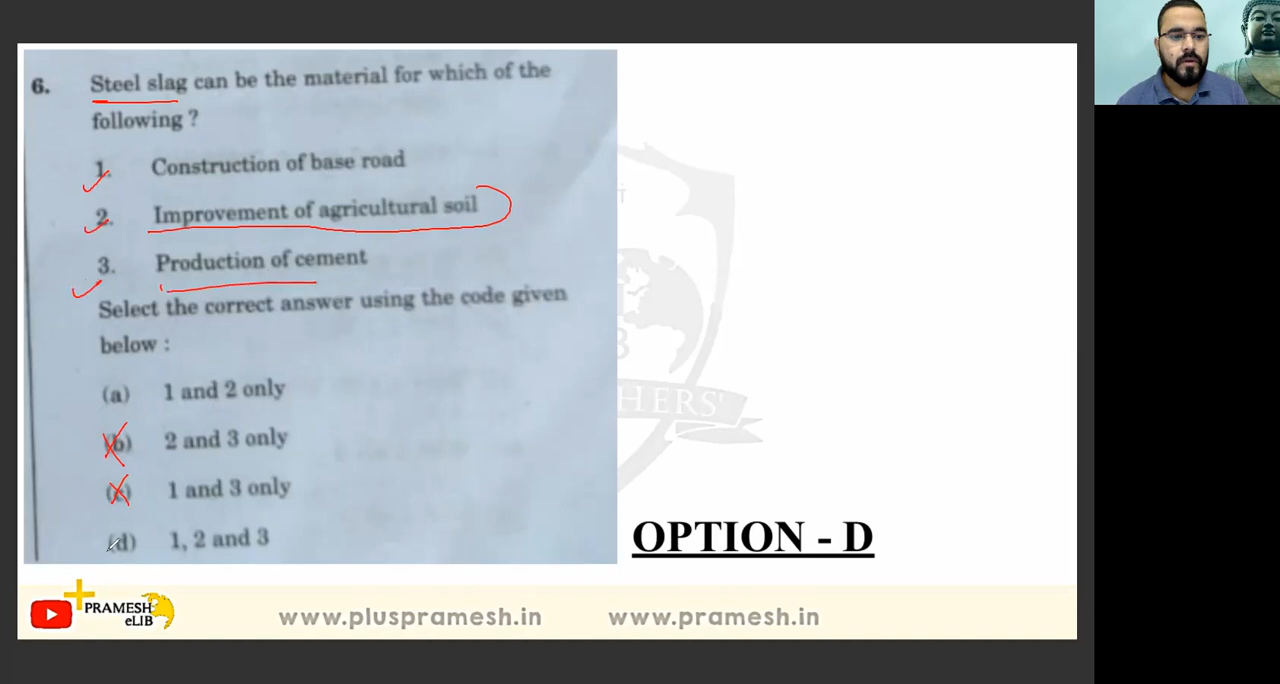 6. Steel slag can be the material for which of the
following ?
1. Construction of base road
2. Improvement of agricultural soil
3. Production of cement
Select the correct answer using the code given
below :
(a) 1 and 2 only
(b) 2 and 3 only
(c) 1 and 3 only
(d) 1, 2 and 3
HERS'
OPTION - D
PRAMESH
eLIB
www.pluspramesh.in www.pramesh.in